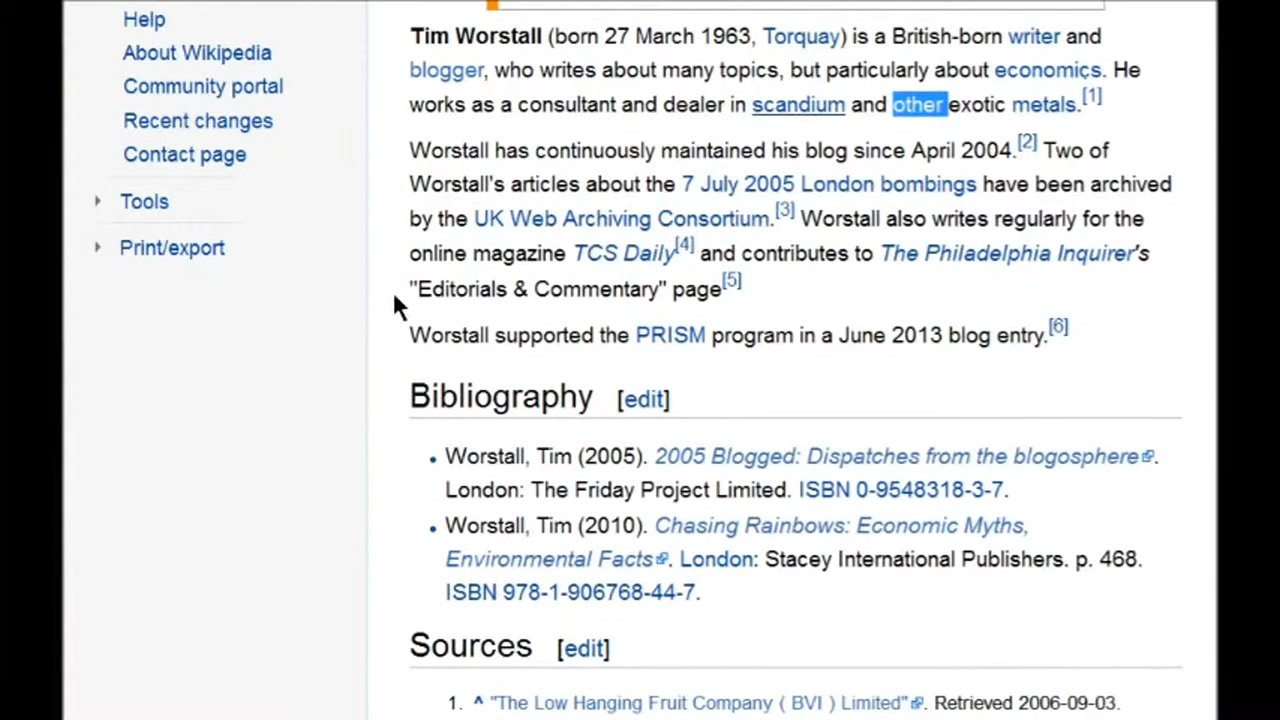 Help
About Wikipedia
Community portal
Recent changes
Contact page
Tools
Print/export
Tim Worstall (born 27 March 1963, Torquay) is a British-born writer and
blogger, who writes about many topics, but particularly about economics. He
works as a consultant and dealer in scandium and other exotic metals.[1]
Worstall has continuously maintained his blog since April 2004.[2] Two of
Worstall's articles about the 7 July 2005 London bombings have been archived
by the UK Web Archiving Consortium.[3] Worstall also writes regularly for the
online magazine TCS Daily[4] and contributes to The Philadelphia Inquirer's
"Editorials & Commentary" page[5]
Worstall supported the PRISM program in a June 2013 blog entry.[6]
Bibliography [edit]
• Worstall, Tim (2005). 2005 Blogged: Dispatches from the blogosphere.
London: The Friday Project Limited. ISBN 0-9548318-3-7.
• Worstall, Tim (2010). Chasing Rainbows: Economic Myths,
Environmental Facts. London: Stacey International Publishers. p. 468.
ISBN 978-1-906768-44-7.
Sources [edit]
1. ^ "The Low Hanging Fruit Company ( BVI ) Limited". Retrieved 2006-09-03.